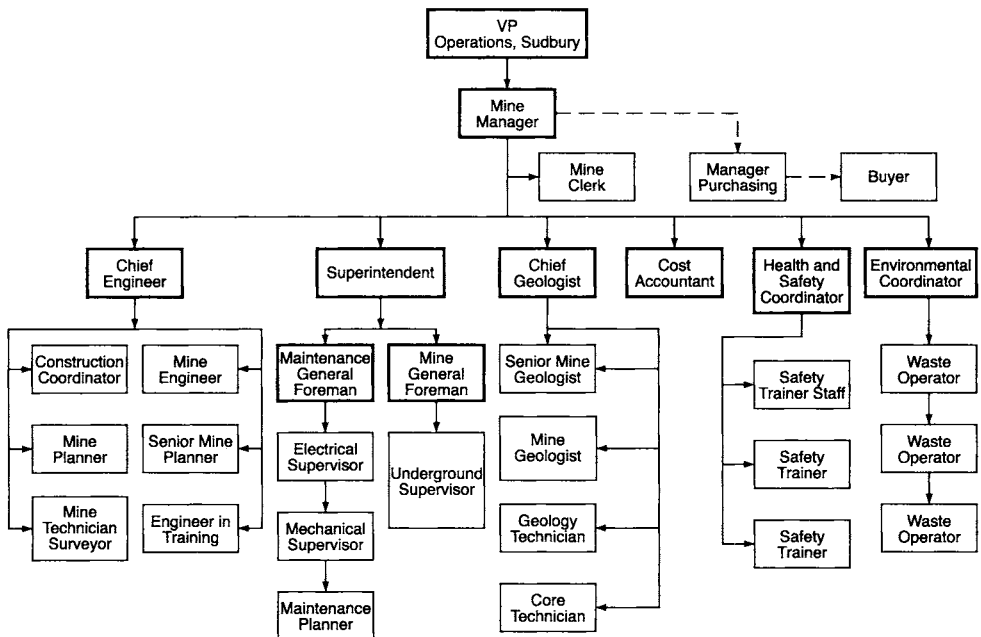 VP
Operations, Sudbury
Mine
Manager
Mine
Clerk
Manager
Purchasing
Buyer
Chief
Engineer
Superintendent
Chief
Geologist
Cost
Accountant
Health and
Safety
Coordinator
Environmental
Coordinator
Construction
Coordinator
Mine
Engineer
Mine
Planner
Senior Mine
Planner
Mine
Technician
Surveyor
Engineer in
Training
Maintenance
General
Foreman
Mine
General
Foreman
Electrical
Supervisor
Underground
Supervisor
Mechanical
Supervisor
Maintenance
Planner
Senior Mine
Geologist
Mine
Geologist
Geology
Technician
Core
Technician
Safety
Trainer Staff
Safety
Trainer
Safety
Trainer
Waste
Operator
Waste
Operator
Waste
Operator